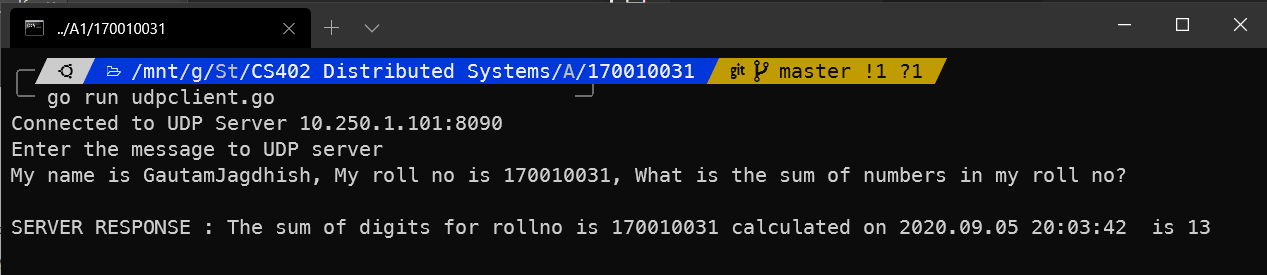 ../A1/170010031
/mnt/g/St/CS402 Distributed Systems/A/170010031 git master !1 ?1
go run udpclient.go
Connected to UDP Server 10.250.1.101:8090
Enter the message to UDP server
My name is GautamJagdhish, My roll no is 170010031, What is the sum of numbers in my roll no?
SERVER RESPONSE : The sum of digits for rollno is 170010031 calculated on 2020.09.05 20:03:42  is 13